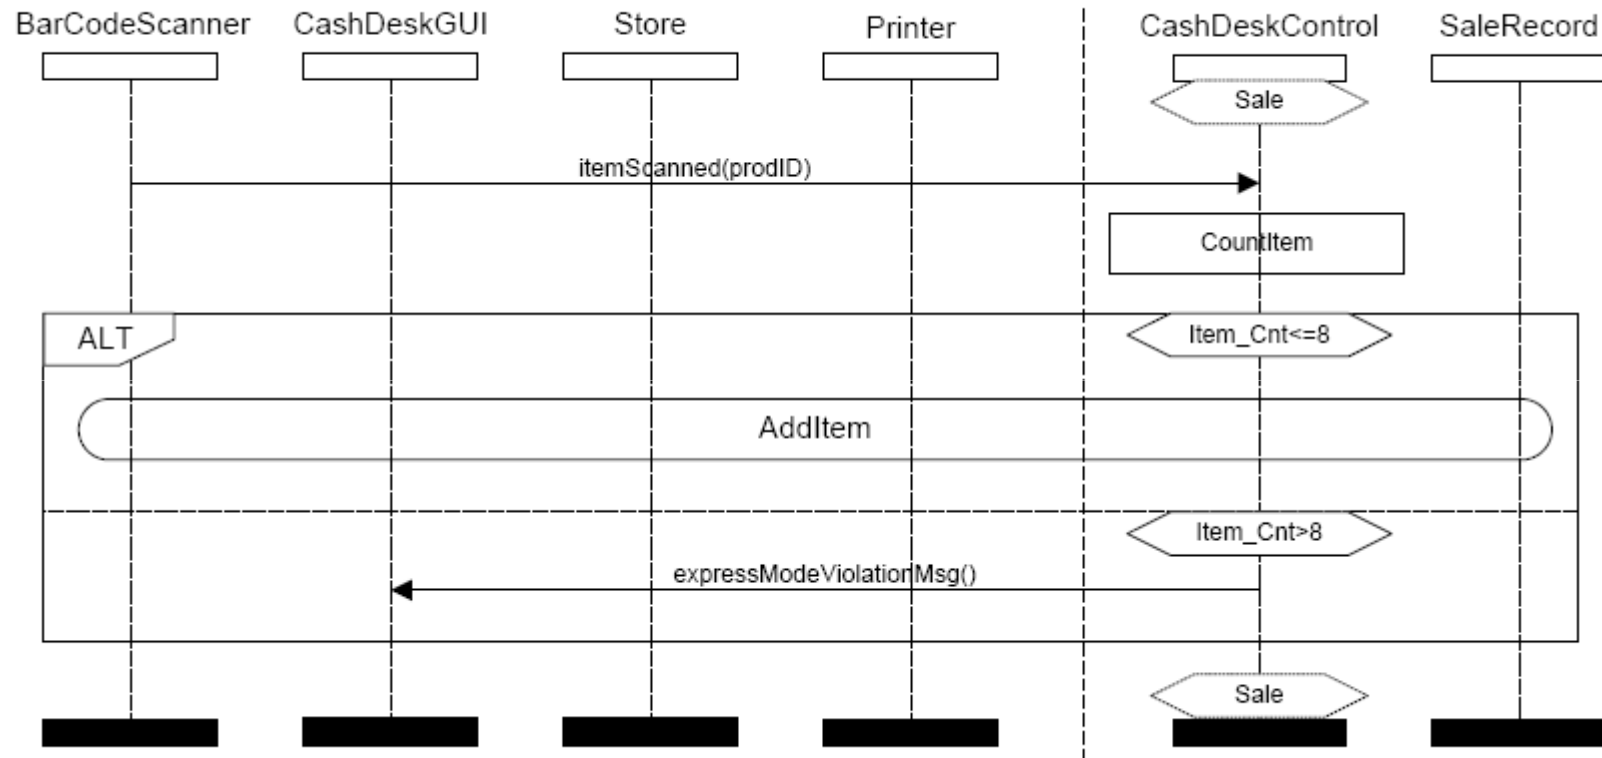 BarCodeScanner CashDeskGUI Store Printer CashDeskControl SaleRecord
Sale
itemScanned(prodID)
CountItem
ALT
Item_Cnt<=8
AddItem
Item_Cnt>8
expressModeViolationMsg()
Sale